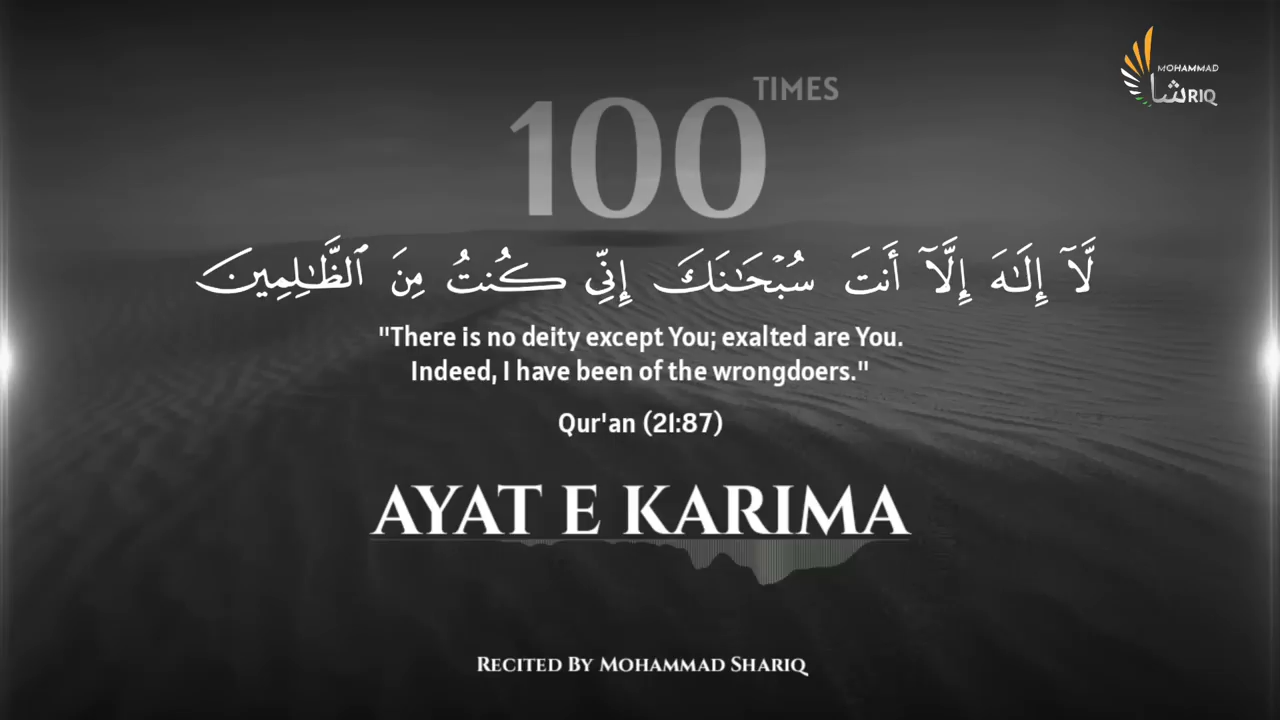 MOHAMMAD
شاRIQ
TIMES
100
لَّآ إِلَـٰهَ إِلَّآ أَنتَ سُبْحَـٰنَكَ إِنِّى كُنتُ مِنَ ٱلظَّـٰلِمِينَ
"There is no deity except You; exalted are You.
Indeed, I have been of the wrongdoers."
Qur'an (21:87)
AYAT E KARIMA
RECITED BY MOHAMMAD SHARIQ